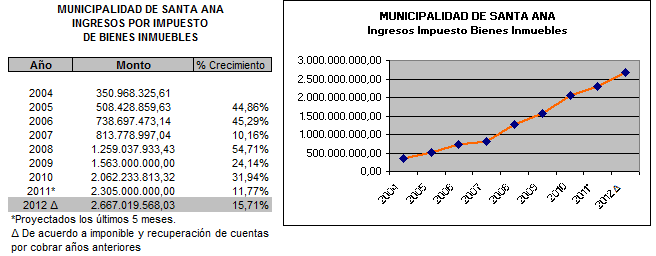 MUNICIPALIDAD DE SANTA ANA
INGRESOS POR IMPUESTO
DE BIENES INMUEBLES
Año Monto % Crecimiento
2004 350.968.325,61
2005 508.428.859,63 44,86%
2006 738.697.473,14 45,29%
2007 813.778.997,04 10,16%
2008 1.259.037.933,43 54,71%
2009 1.563.000.000,00 24,14%
2010 2.062.233.813,32 31,94%
2011* 2.305.000.000,00 11,77%
2012 Δ 2.667.019.568,03 15,71%
*Proyectados los últimos 5 meses.
Δ De acuerdo a imponible y recuperación de cuentas
por cobrar años anteriores
MUNICIPALIDAD DE SANTA ANA
Ingresos Impuesto Bienes Inmuebles
3.000.000.000,00
2.500.000.000,00
2.000.000.000,00
1.500.000.000,00
1.000.000.000,00
500.000.000,00
0,00
2004 2005 2006 2007 2008 2009 2010 2011* 2012 Δ